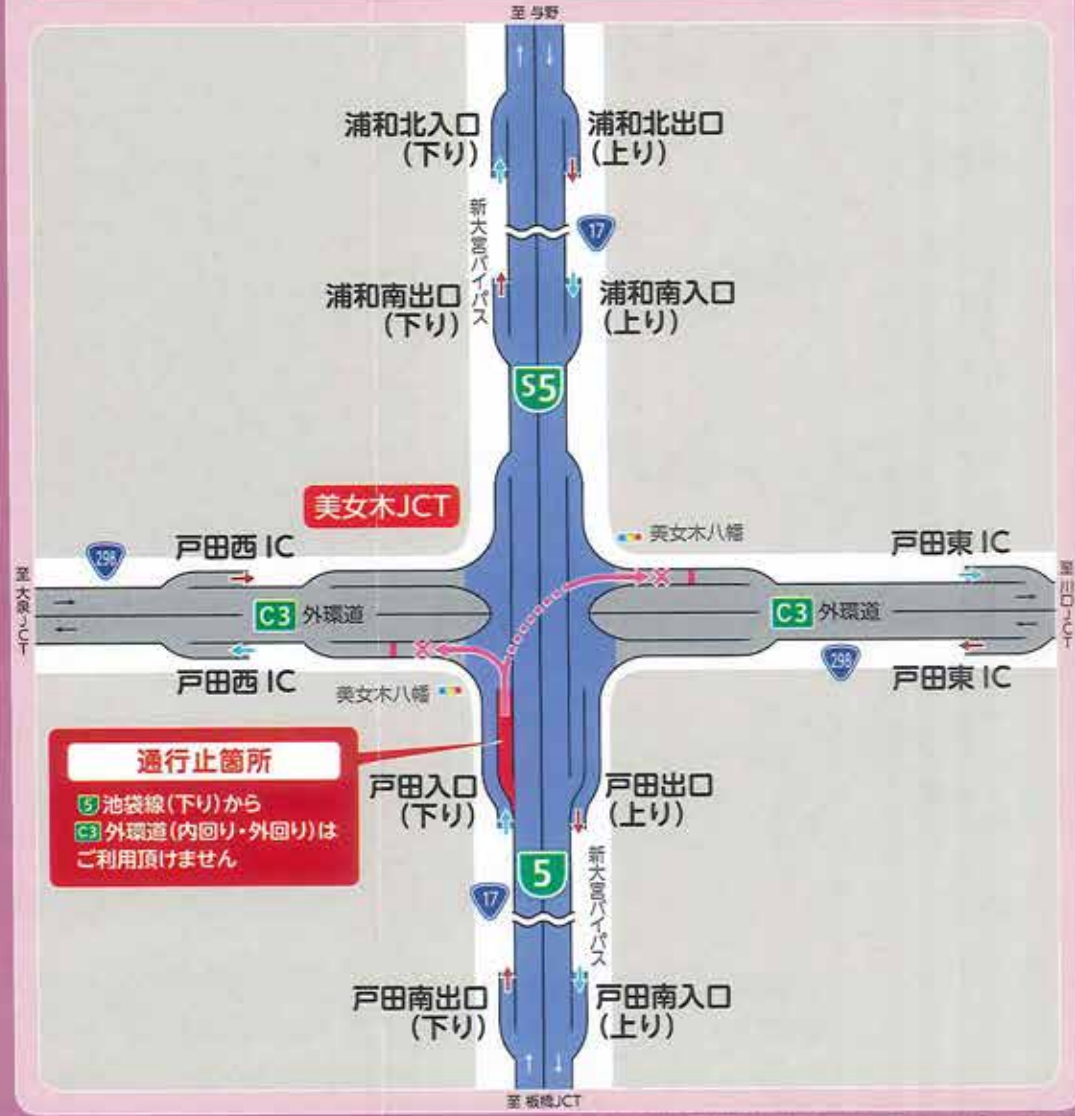 至 与野
浦和北入口
(下り)
浦和北出口
(上り)
新大宮バイパス
17
浦和南出口
(下り)
浦和南入口
(上り)
S5
美女木JCT
美女木八幡
298
戸田西 IC
戸田東 IC
至 大泉JCT
C3 外環道
C3 外環道
至 川口JCT
戸田西 IC
298
戸田東 IC
美女木八幡
通行止箇所
5 池袋線(下り)から
C3 外環道(内回り・外回り)は
ご利用頂けません
戸田入口
(下り)
戸田出口
(上り)
5
17
新大宮バイパス
戸田南出口
(下り)
戸田南入口
(上り)
至 板橋JCT